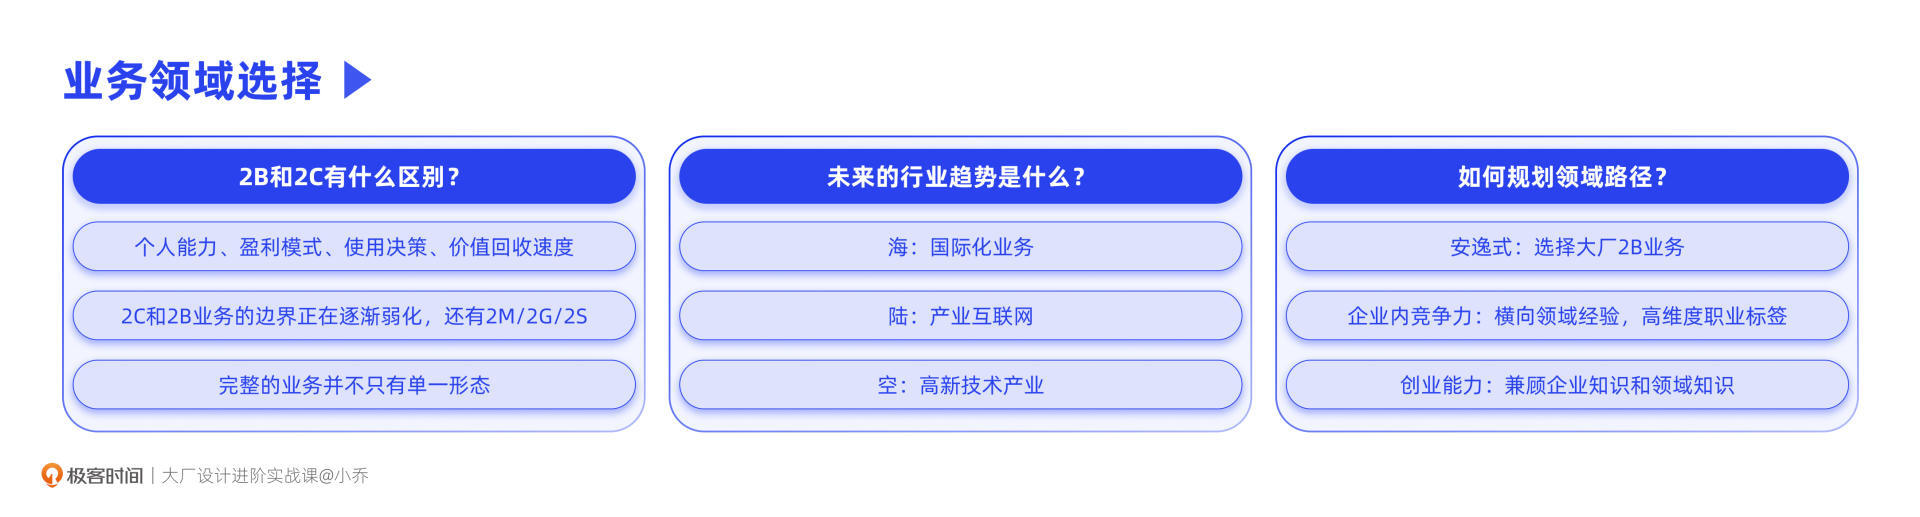 业务领域选择
2B和2C有什么区别？
个人能力、盈利模式、使用决策、价值回收速度
2C和2B业务的边界正在逐渐弱化，还有2M/2G/2S
完整的业务并不只有单一形态
未来的行业趋势是什么？
海：国际化业务
陆：产业互联网
空：高新技术产业
如何规划领域路径？
安逸式：选择大厂2B业务
企业内竞争力：横向领域经验，高维度职业标签
创业能力：兼顾企业知识和领域知识
极客时间 | 大厂设计进阶实战课@小乔